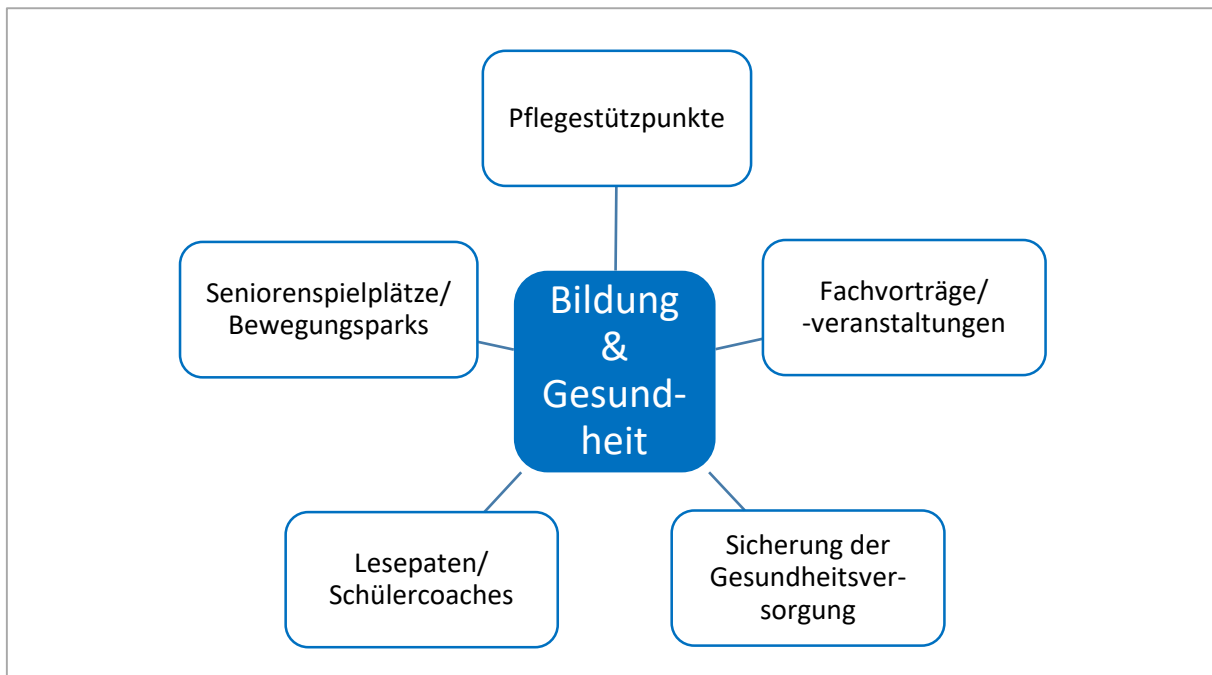 Pflegestützpunkte
Seniorenspielplätze/
Bewegungsparks
Bildung
&
Gesund-
heit
Fachvorträge/
-veranstaltungen
Lesepaten/
Schülercoaches
Sicherung der
Gesundheitsver-
sorgung